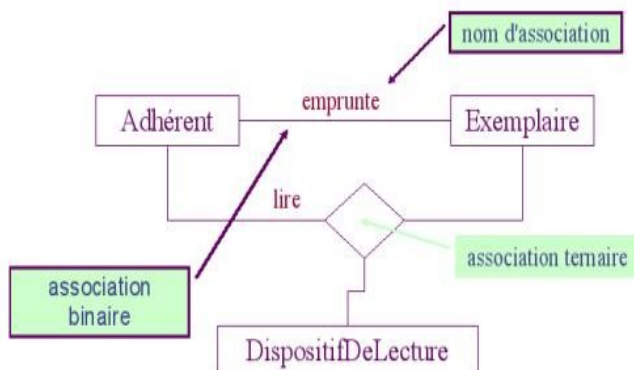 nom d'association
emprunte
Adhérent
Exemplaire
lire
association ternaire
association
binaire
DispositifDeLecture